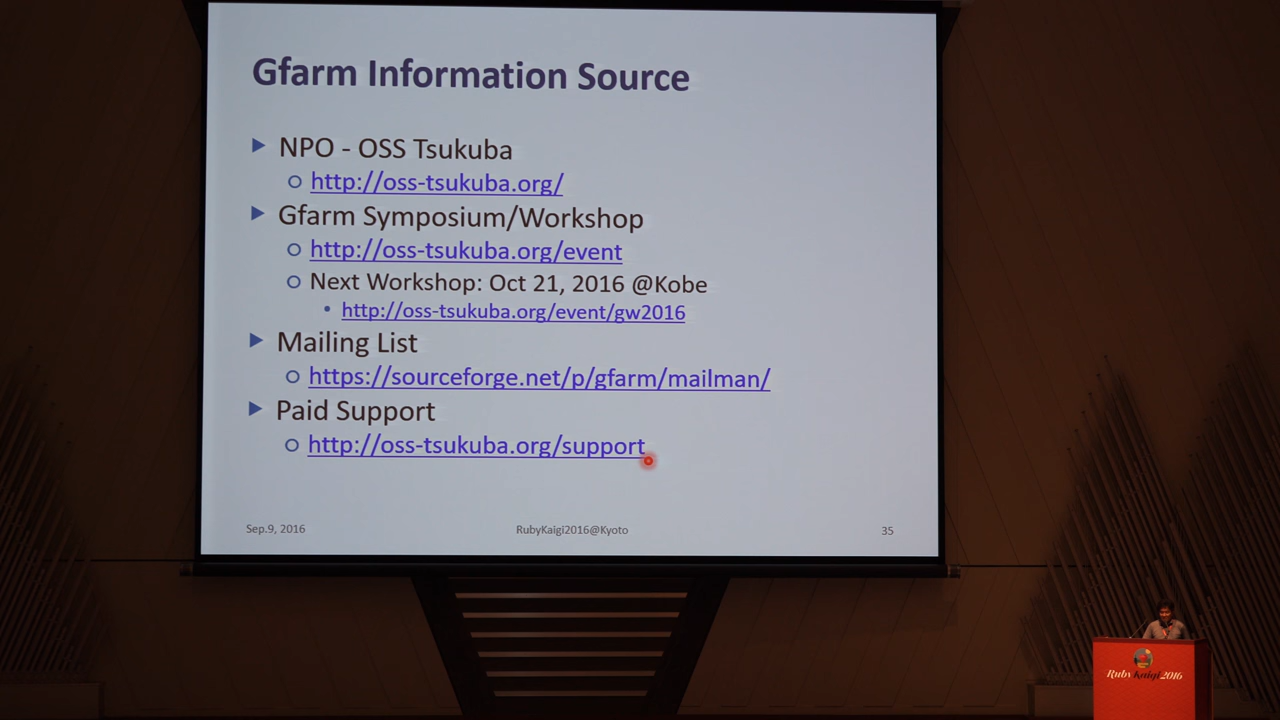 Gfarm Information Source
NPO - OSS Tsukuba
http://oss-tsukuba.org/
Gfarm Symposium/Workshop
http://oss-tsukuba.org/event
Next Workshop: Oct 21, 2016 @Kobe
http://oss-tsukuba.org/event/gw2016
Mailing List
https://sourceforge.net/p/gfarm/mailman/
Paid Support
http://oss-tsukuba.org/support
Sep.9, 2016
RubyKaigi2016@Kyoto
35
RubyKaigi2016